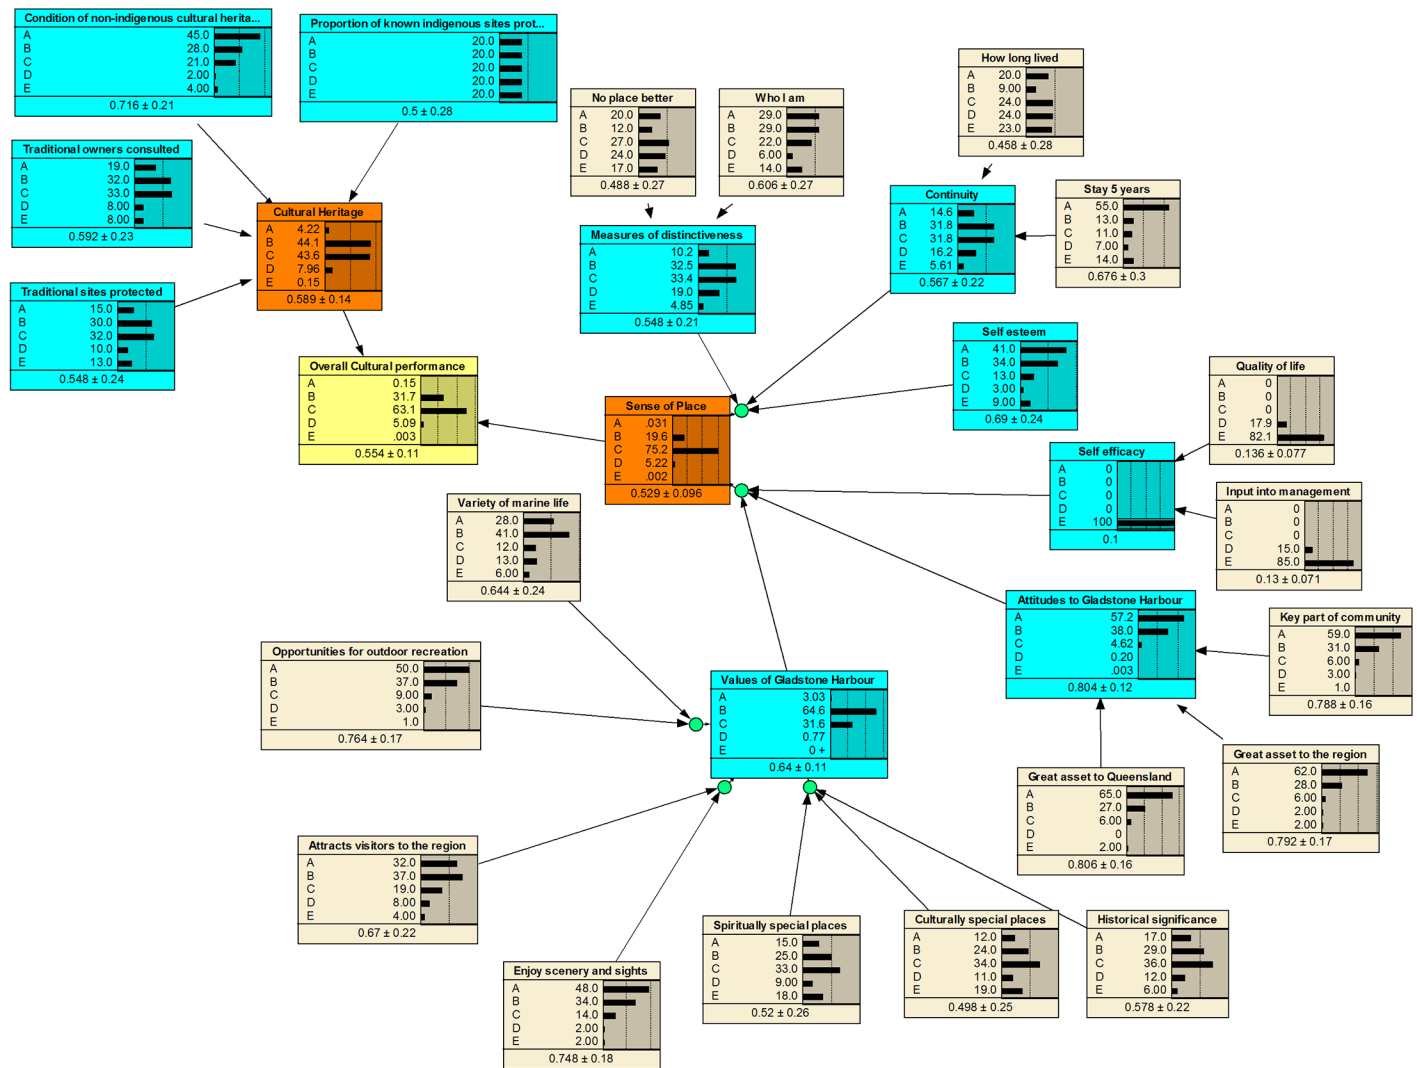 Condition of non-indigenous cultural herita...
A 45.0
B 28.0
C 21.0
D 2.00
E 4.00
0.716 ± 0.21
Proportion of known indigenous sites prot...
A 20.0
B 20.0
C 20.0
D 20.0
E 20.0
0.5 ± 0.28
How long lived
A 20.0
B 9.00
C 24.0
D 24.0
E 23.0
0.458 ± 0.28
No place better
A 20.0
B 12.0
C 27.0
D 24.0
E 17.0
0.488 ± 0.27
Who I am
A 29.0
B 29.0
C 22.0
D 6.00
E 14.0
0.606 ± 0.27
Traditional owners consulted
A 19.0
B 32.0
C 33.0
D 8.00
E 8.00
0.592 ± 0.23
Cultural Heritage
A 4.22
B 44.1
C 43.6
D 7.96
E 0.15
0.589 ± 0.14
Measures of distinctiveness
A 10.2
B 32.5
C 33.4
D 19.0
E 4.85
0.548 ± 0.21
Continuity
A 14.6
B 31.8
C 31.8
D 16.2
E 5.61
0.567 ± 0.22
Stay 5 years
A 55.0
B 13.0
C 11.0
D 7.00
E 14.0
0.676 ± 0.3
Traditional sites protected
A 15.0
B 30.0
C 32.0
D 10.0
E 13.0
0.548 ± 0.24
Overall Cultural performance
A 0.15
B 31.7
C 63.1
D 5.09
E .003
0.554 ± 0.11
Sense of Place
A .031
B 19.6
C 75.2
D 5.22
E .002
0.529 ± 0.096
Self esteem
A 41.0
B 34.0
C 13.0
D 3.00
E 9.00
0.69 ± 0.24
Quality of life
A 0
B 0
C 0
D 17.9
E 82.1
0.136 ± 0.077
Self efficacy
A 0
B 0
C 0
D 0
E 100
0.1
Input into management
A 0
B 0
C 0
D 15.0
E 85.0
0.13 ± 0.071
Variety of marine life
A 28.0
B 41.0
C 12.0
D 13.0
E 6.00
0.644 ± 0.24
Attitudes to Gladstone Harbour
A 57.2
B 38.0
C 4.62
D 0.20
E .003
0.804 ± 0.12
Key part of community
A 59.0
B 31.0
C 6.00
D 3.00
E 1.0
0.788 ± 0.16
Opportunities for outdoor recreation
A 50.0
B 37.0
C 9.00
D 3.00
E 1.0
0.764 ± 0.17
Values of Gladstone Harbour
A 3.03
B 64.6
C 31.6
D 0.77
E 0 +
0.64 ± 0.11
Great asset to Queensland
A 65.0
B 27.0
C 6.00
D 0
E 2.00
0.806 ± 0.16
Great asset to the region
A 62.0
B 28.0
C 6.00
D 2.00
E 2.00
0.792 ± 0.17
Attracts visitors to the region
A 32.0
B 37.0
C 19.0
D 8.00
E 4.00
0.67 ± 0.22
Enjoy scenery and sights
A 48.0
B 34.0
C 14.0
D 2.00
E 2.00
0.748 ± 0.18
Spiritually special places
A 15.0
B 25.0
C 33.0
D 9.00
E 18.0
0.52 ± 0.26
Culturally special places
A 12.0
B 24.0
C 34.0
D 11.0
E 19.0
0.498 ± 0.25
Historical significance
A 17.0
B 29.0
C 36.0
D 12.0
E 6.00
0.578 ± 0.22